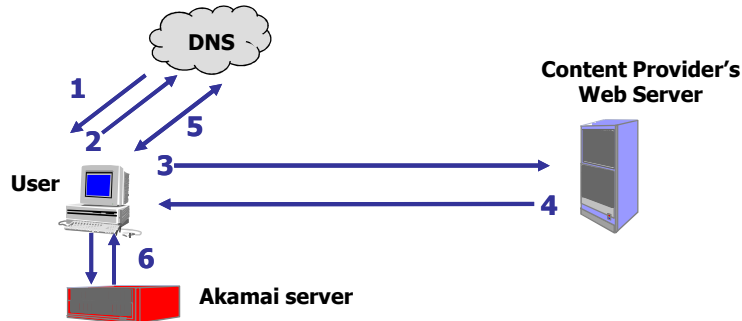 DNS
1
2
5
Content Provider's
Web Server
3
User
4
6
Akamai server